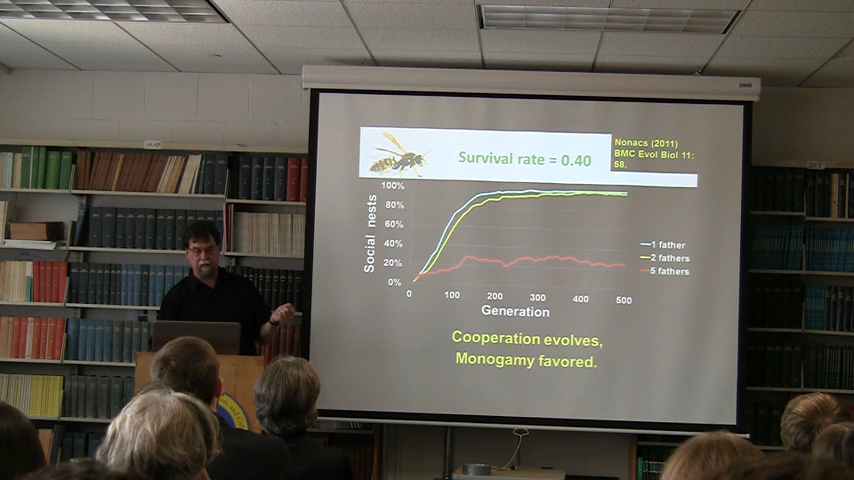 Survival rate = 0.40
Nonacs (2011)
BMC Evol Biol 11:
58.
Social nests
100%
80%
60%
40%
20%
0%
0
100
200
300
400
500
Generation
1 father
2 fathers
5 fathers
Cooperation evolves,
Monogamy favored.